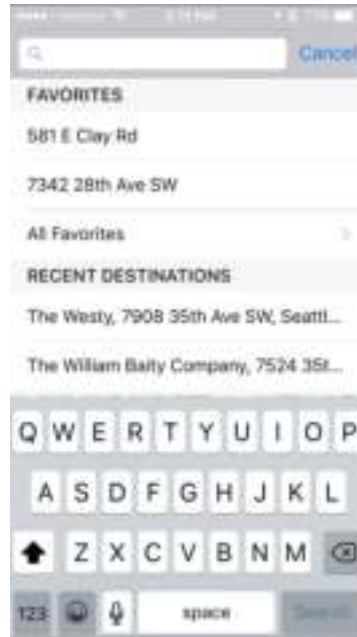 Cancel
FAVORITES
581 E Clay Rd
7342 28th Ave SW
All Favorites
RECENT DESTINATIONS
The Westy, 7908 35th Ave SW, Seattl...
The William Baity Company, 7524 35t...
Q W E R T Y U I O P
A S D F G H J K L
Z X C V B N M
123 space Search